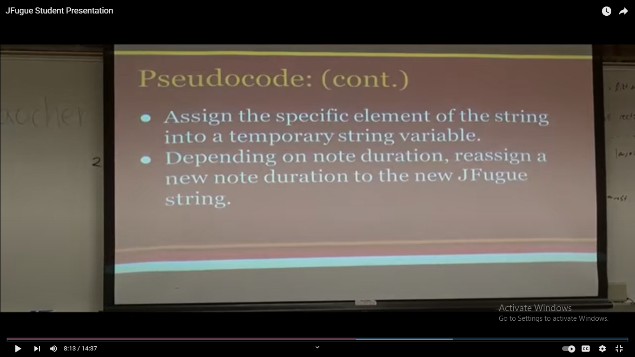 JFugue Student Presentation
Pseudocode: (cont.)
● Assign the specific element of the string
into a temporary string variable.
● Depending on note duration, reassign a
new note duration to the new JFugue
string.
2
Activate Windows
Go to Settings to activate Windows.
8:13 / 14:37
CC